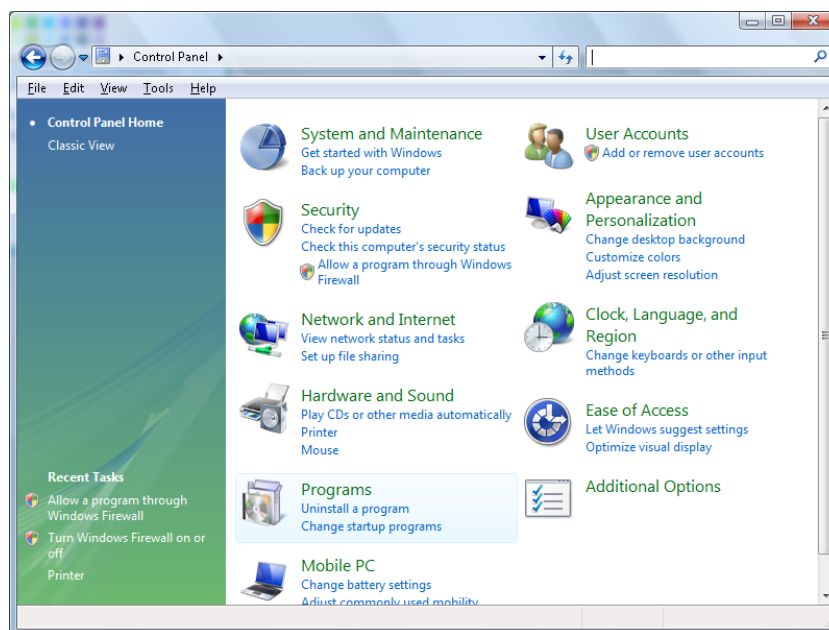 Control Panel
File Edit View Tools Help
Control Panel Home
Classic View
Recent Tasks
Allow a program through
Windows Firewall
Turn Windows Firewall on or
off
Printer
System and Maintenance
Get started with Windows
Back up your computer
Security
Check for updates
Check this computer's security status
Allow a program through Windows
Firewall
Network and Internet
View network status and tasks
Set up file sharing
Hardware and Sound
Play CDs or other media automatically
Printer
Mouse
Programs
Uninstall a program
Change startup programs
Mobile PC
Change battery settings
Adjust commonly used mobility
User Accounts
Add or remove user accounts
Appearance and
Personalization
Change desktop background
Customize colors
Adjust screen resolution
Clock, Language, and
Region
Change keyboards or other input
methods
Ease of Access
Let Windows suggest settings
Optimize visual display
Additional Options